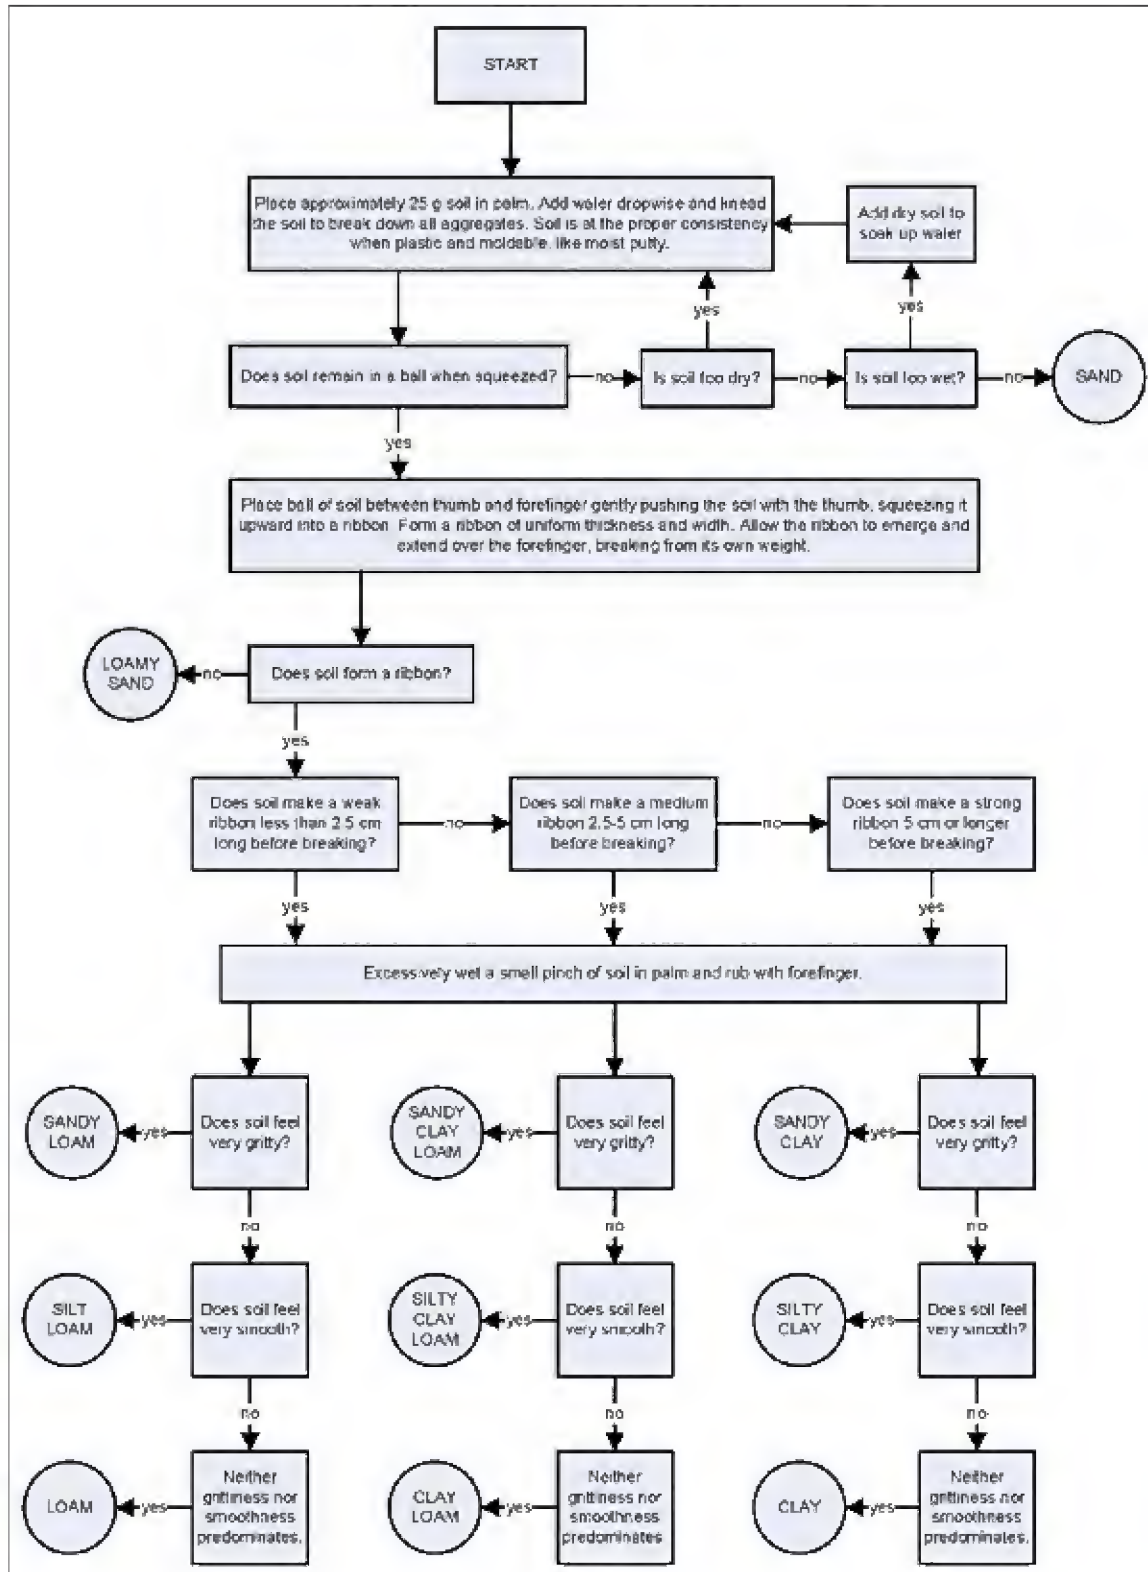 START
Place approximately 25 g soil in palm. Add water dropwise and knead
the soil to break down all aggregates. Soil is at the proper consistency
when plastic and moldable, like moist putty.
Add dry soil to
soak up water
yes
yes
Does soil remain in a ball when squeezed?
no
Is soil too dry?
no
Is soil too wet?
no
SAND
yes
Place ball of soil between thumb and forefinger gently pushing the soil with the thumb, squeezing it
upward into a ribbon. Form a ribbon of uniform thickness and width. Allow the ribbon to emerge and
extend over the forefinger, breaking from its own weight.
LOAMY
SAND
no
Does soil form a ribbon?
yes
Does soil make a weak
ribbon less than 2.5 cm
long before breaking?
no
Does soil make a medium
ribbon 2.5-5 cm long
before breaking?
no
Does soil make a strong
ribbon 5 cm or longer
before breaking?
yes
yes
yes
Excessively wet a small pinch of soil in palm and rub with forefinger.
SANDY
LOAM
yes
Does soil feel
very gritty?
SANDY
CLAY
LOAM
yes
Does soil feel
very gritty?
SANDY
CLAY
yes
Does soil feel
very gritty?
no
no
no
SILT
LOAM
yes
Does soil feel
very smooth?
SILTY
CLAY
LOAM
yes
Does soil feel
very smooth?
SILTY
CLAY
yes
Does soil feel
very smooth?
no
no
no
LOAM
yes
Neither
grittiness nor
smoothness
predominates.
CLAY
LOAM
yes
Neither
grittiness nor
smoothness
predominates
CLAY
yes
Neither
grittiness nor
smoothness
predominates.